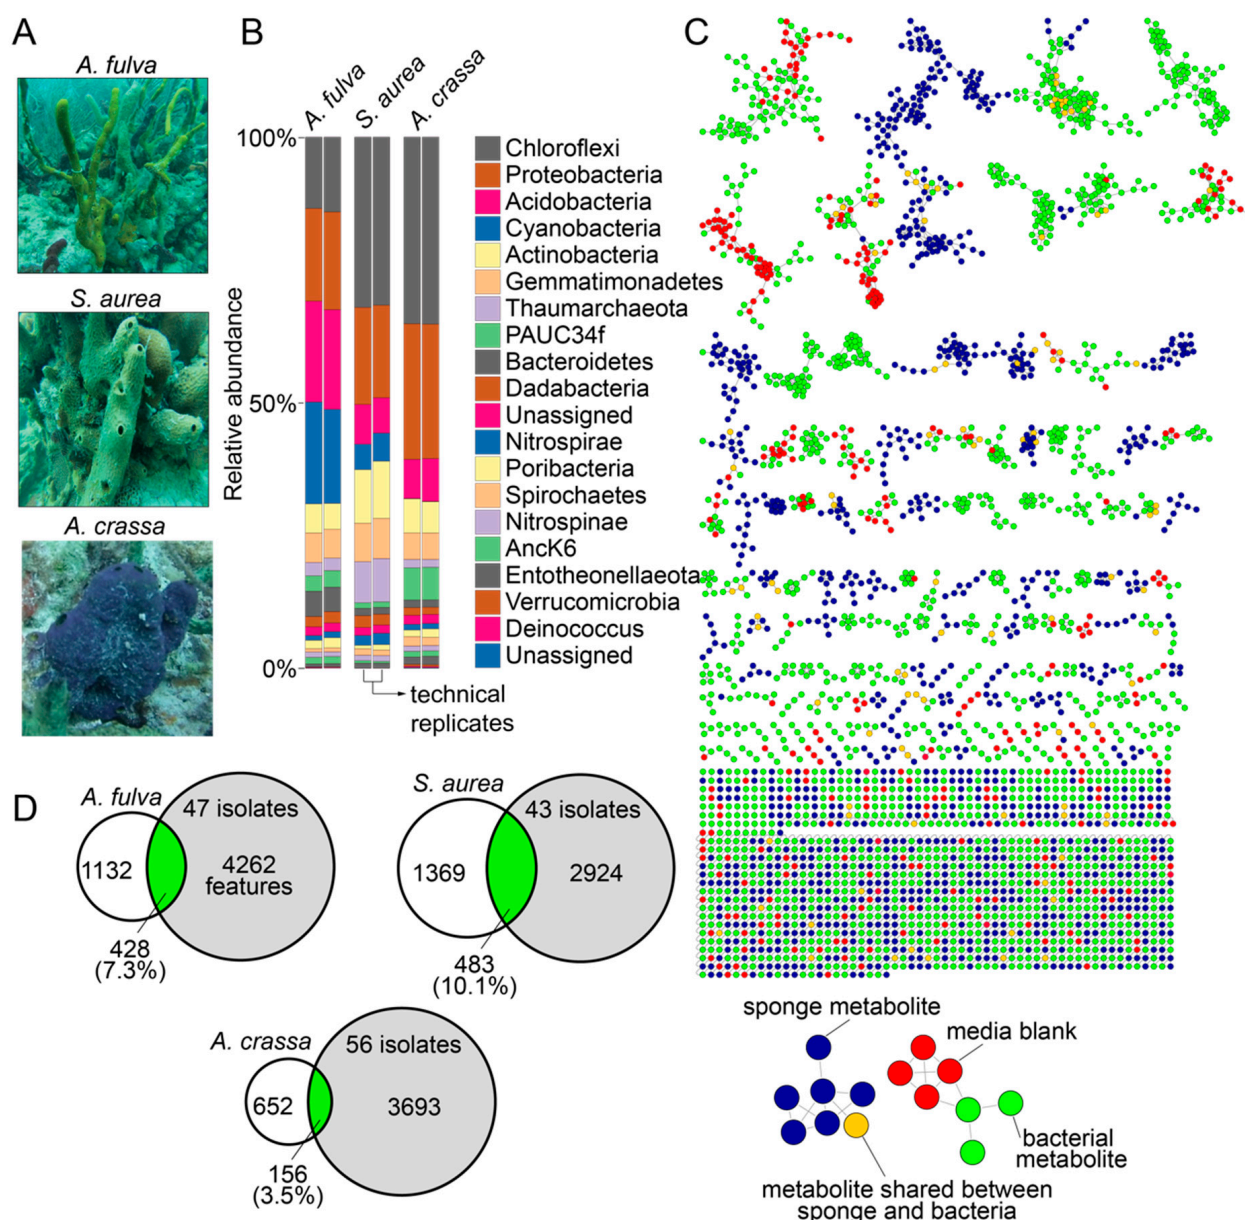 A
A. fulva
S. aurea
A. crassa
B
A. fulva
S. aurea
A. crassa
100%
50%
0%
Relative abundance
Chloroflexi
Proteobacteria
Acidobacteria
Cyanobacteria
Actinobacteria
Gemmatimonadetes
Thaumarchaeota
PAUC34f
Bacteroidetes
Dadabacteria
Unassigned
Nitrospirae
Poribacteria
Spirochaetes
Nitrospinae
AncK6
Entotheonellaeota
Verrucomicrobia
Deinococcus
Unassigned
technical
replicates
C
sponge metabolite
media blank
bacterial
metabolite
metabolite shared between
sponge and bacteria
D
A. fulva
47 isolates
1132
4262
features
428
(7.3%)
S. aurea
43 isolates
1369
2924
483
(10.1%)
A. crassa
56 isolates
652
3693
156
(3.5%)